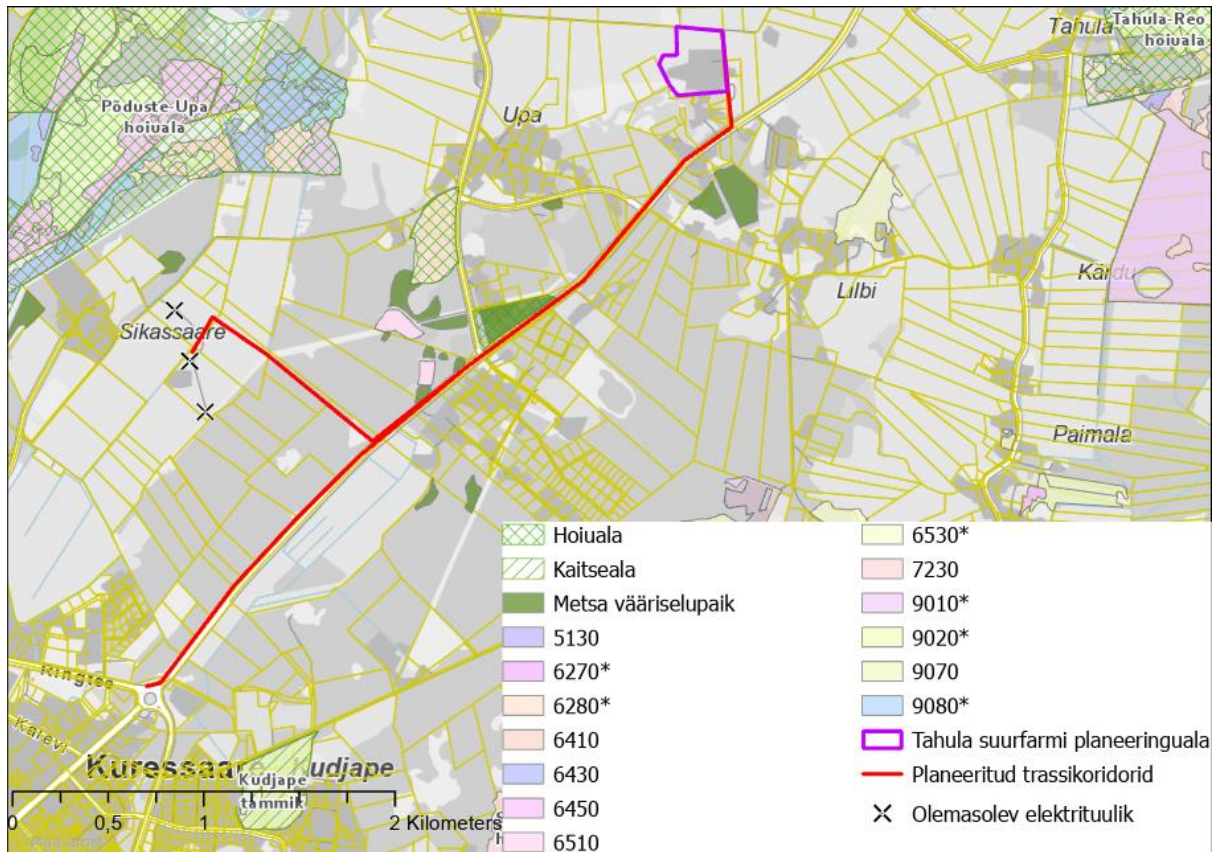 Tahula-Reo
hoiuala
Tahula
Põduste-Upa
hoiuala
Upa
Kärdu
Lilbi
Sikassaare
Paimala
Ringtee
Karevi
Kuressaare
Kudjape
Kudjape
tammik
0
0,5
1
2 Kilometers
Hoiuala
Kaitseala
Metsa vääriselupaik
5130
6270*
6280*
6410
6430
6450
6510
6530*
7230
9010*
9020*
9070
9080*
Tahula suurfarmi planeeringuala
Planeeritud trassikoridorid
Olemasolev elektrituulik